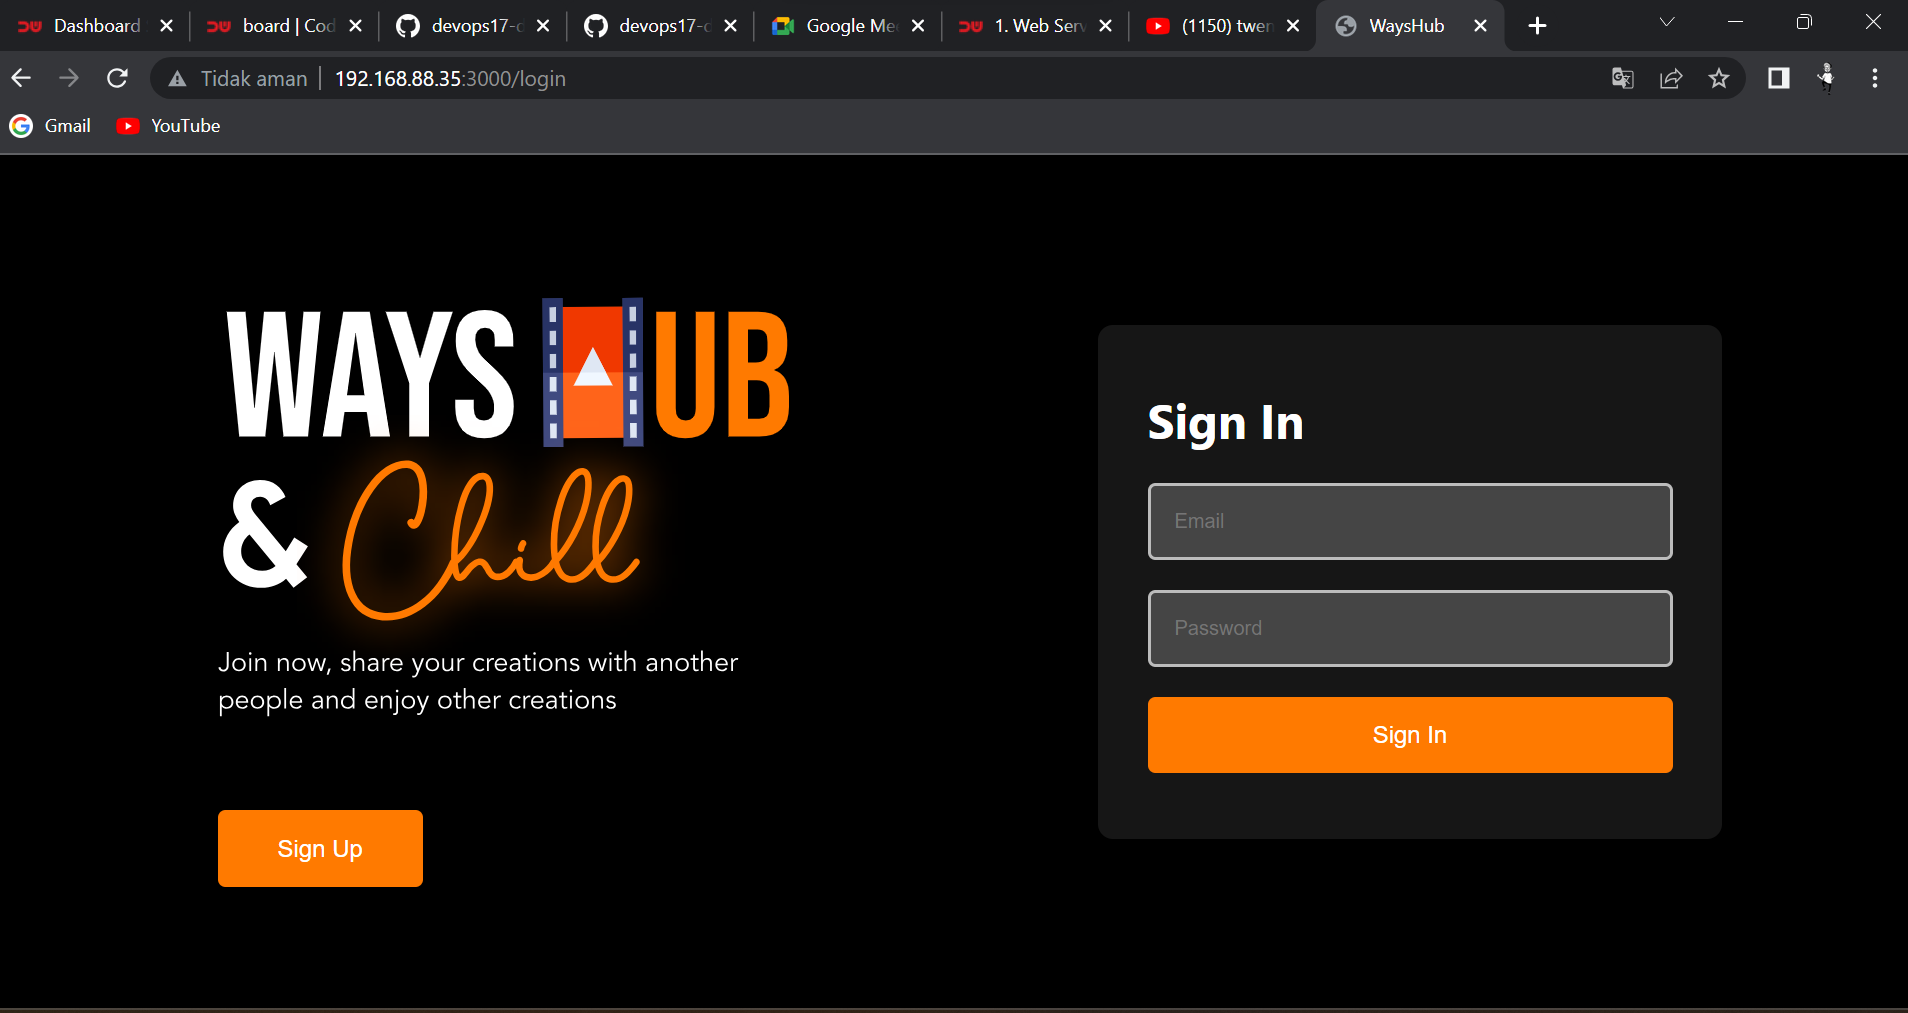 Dashboard
board | Cod
devops17-d
devops17-d
Google Me
1. Web Serv
(1150) twen
WaysHub
Tidak aman
192.168.88.35:3000/login
Gmail
YouTube
WAYS UB
& Chill
Join now, share your creations with another
people and enjoy other creations
Sign Up
Sign In
Email
Password
Sign In